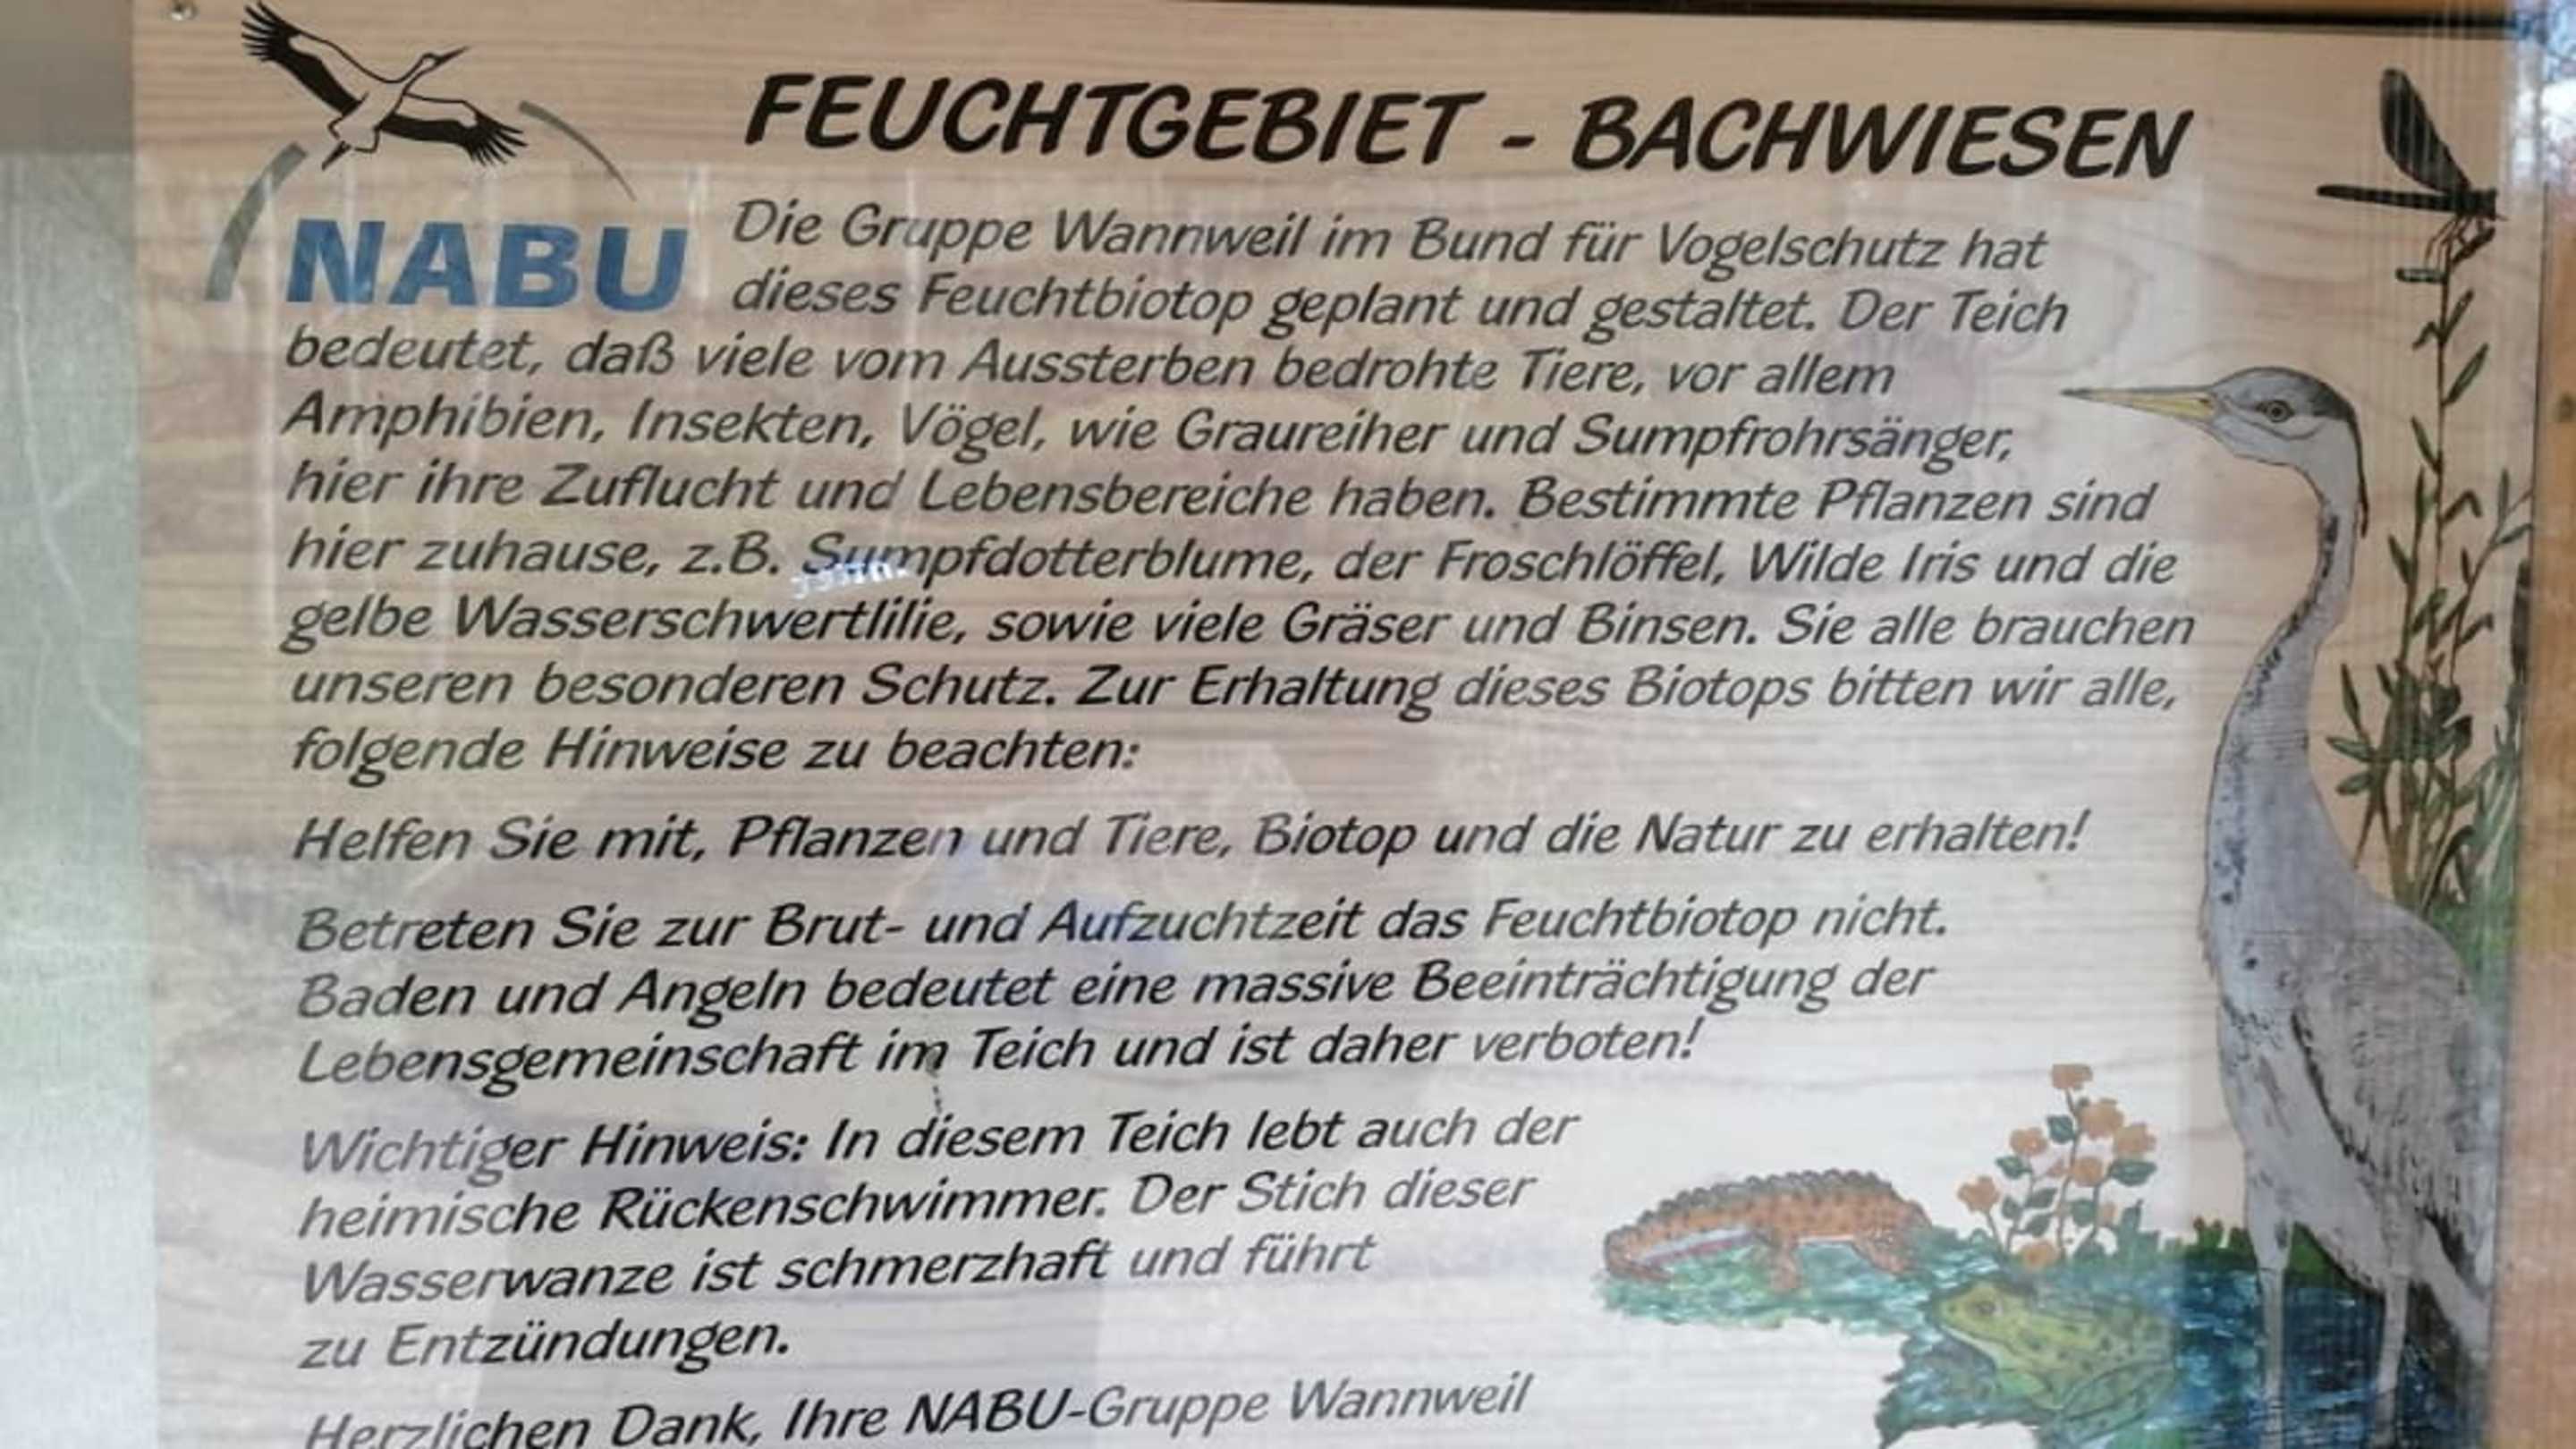 FEUCHTGEBIET - BACHWIESEN
NABU
Die Gruppe Wannweil im Bund für Vogelschutz hat
dieses Feuchtbiotop geplant und gestaltet. Der Teich
bedeutet, daß viele vom Aussterben bedrohte Tiere, vor allem
Amphibien, Insekten, Vögel, wie Graureiher und Sumpfrohrsänger,
hier ihre Zuflucht und Lebensbereiche haben. Bestimmte Pflanzen sind
hier zuhause, z.B. Sumpfdotterblume, der Froschlöffel, Wilde Iris und die
gelbe Wasserschwertlilie, sowie viele Gräser und Binsen. Sie alle brauchen
unseren besonderen Schutz. Zur Erhaltung dieses Biotops bitten wir alle,
folgende Hinweise zu beachten:
Helfen Sie mit, Pflanzen und Tiere, Biotop und die Natur zu erhalten!
Betreten Sie zur Brut- und Aufzuchtzeit das Feuchtbiotop nicht.
Baden und Angeln bedeutet eine massive Beeinträchtigung der
Lebensgemeinschaft im Teich und ist daher verboten!
Wichtiger Hinweis: In diesem Teich lebt auch der
heimische Rückenschwimmer. Der Stich dieser
Wasserwanze ist schmerzhaft und führt
zu Entzündungen.
Herzlichen Dank, Ihre NABU-Gruppe Wannweil